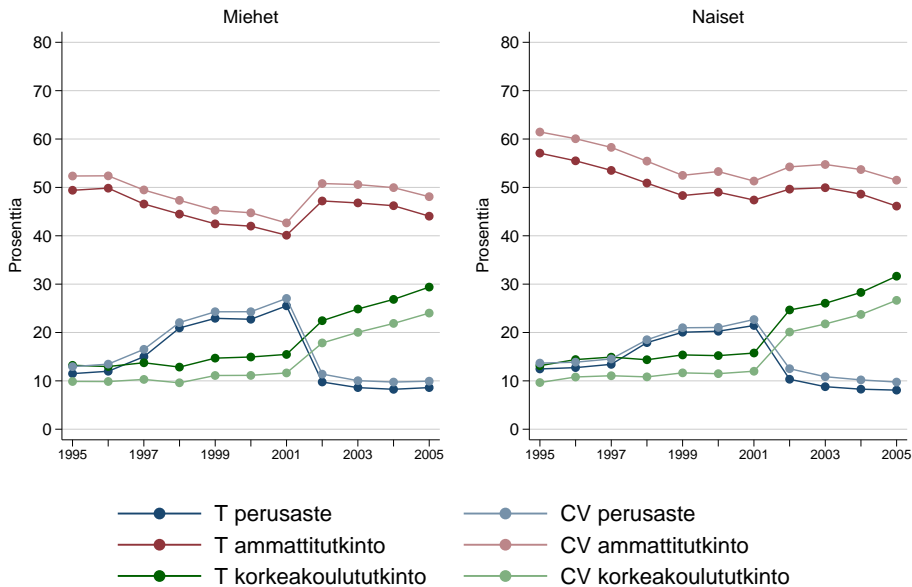 Miehet
Naiset
Prosenttia
80
70
60
50
40
30
20
10
0
1995 1997 1999 2001 2003 2005
Prosenttia
80
70
60
50
40
30
20
10
0
1995 1997 1999 2001 2003 2005
T perusaste
CV perusaste
T ammattitutkinto
CV ammattitutkinto
T korkeakoulututkinto
CV korkeakoulututkinto